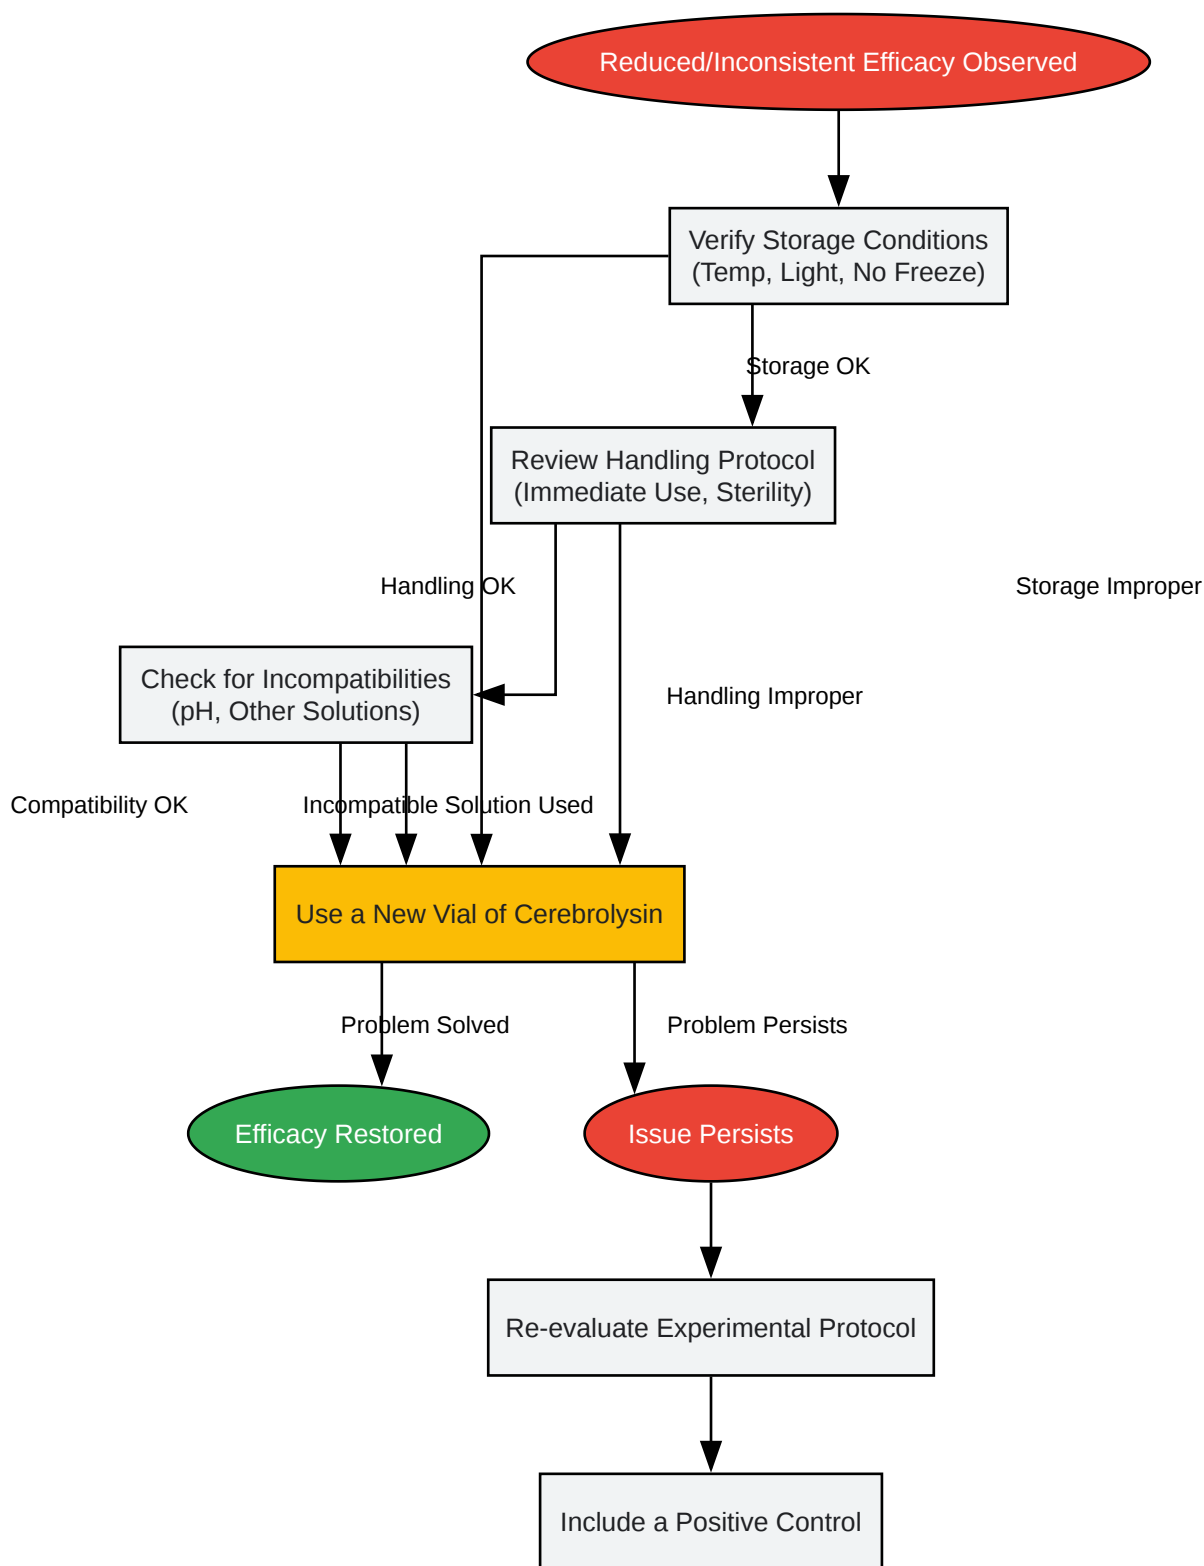 Reduced/Inconsistent Efficacy Observed
Verify Storage Conditions
(Temp, Light, No Freeze)
Storage OK
Review Handling Protocol
(Immediate Use, Sterility)
Handling OK
Storage Improper
Check for Incompatibilities
(pH, Other Solutions)
Handling Improper
Compatibility OK
Incompatible Solution Used
Use a New Vial of Cerebrolysin
Problem Solved
Problem Persists
Efficacy Restored
Issue Persists
Re-evaluate Experimental Protocol
Include a Positive Control